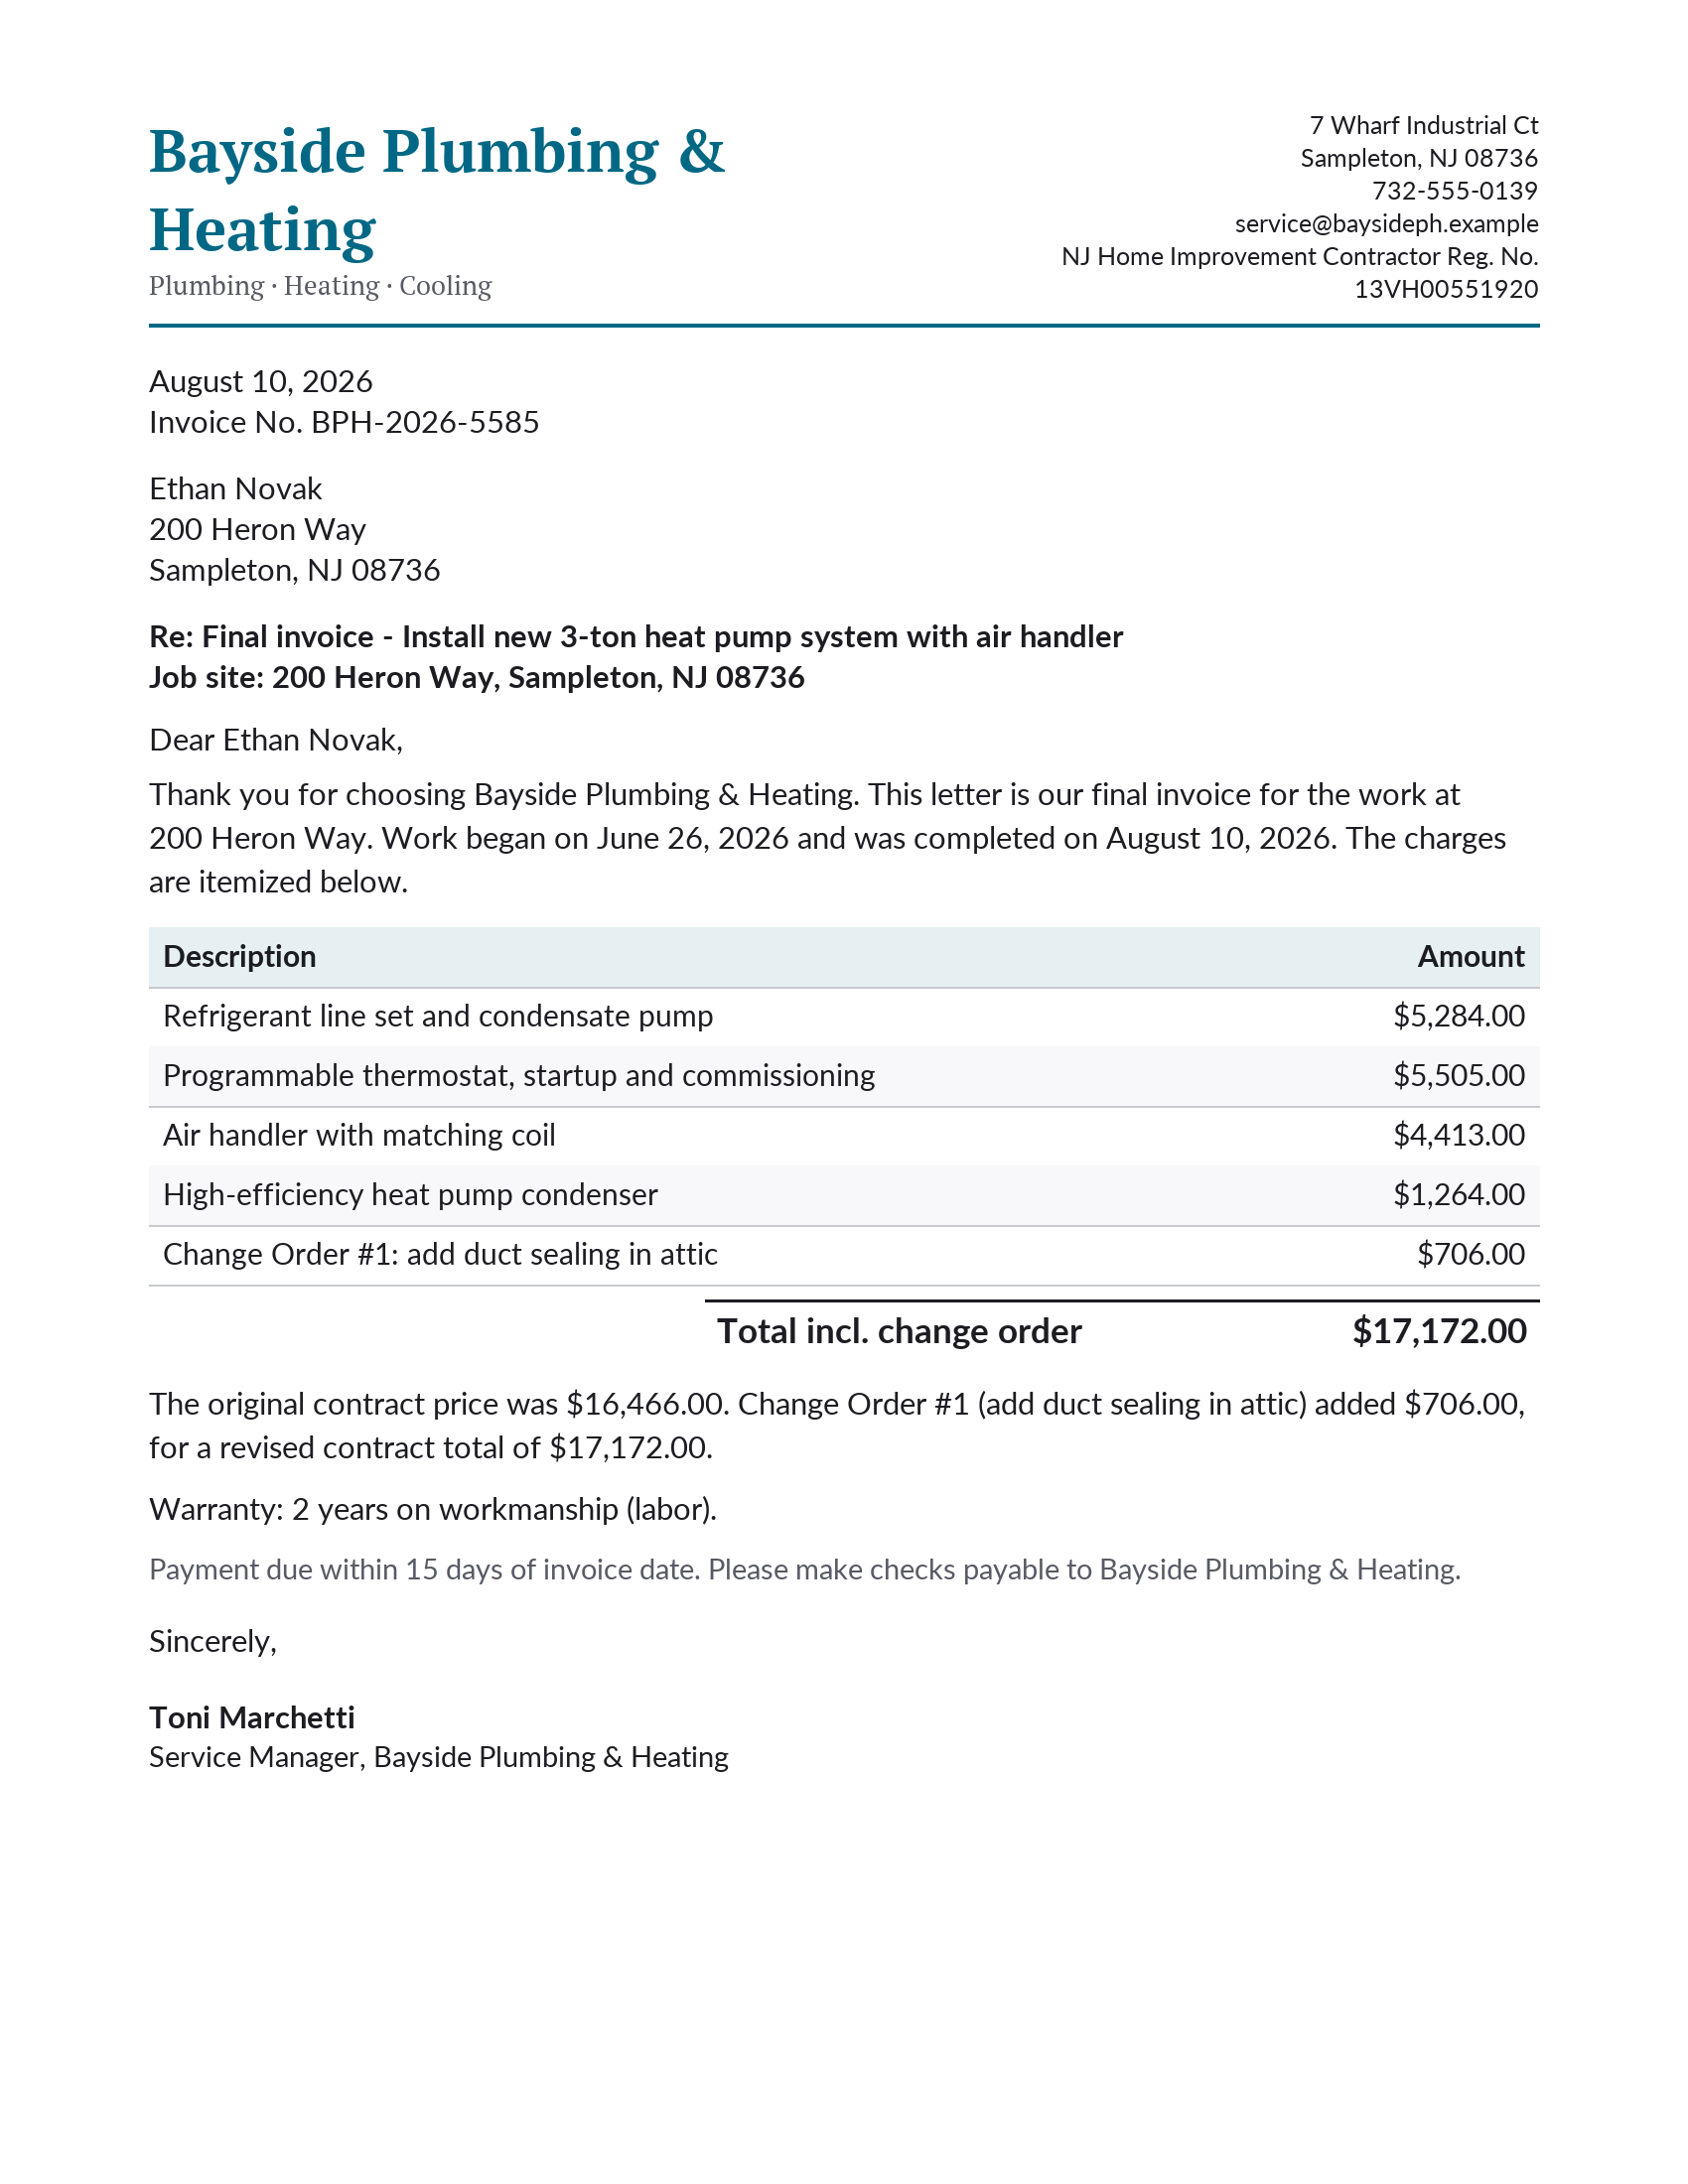 Bayside Plumbing &
Heating
Plumbing · Heating · Cooling
7 Wharf Industrial Ct
Sampleton, NJ 08736
732-555-0139
service@baysideph.example
NJ Home Improvement Contractor Reg. No.
13VH00551920
August 10, 2026
Invoice No. BPH-2026-5585
Ethan Novak
200 Heron Way
Sampleton, NJ 08736
Re: Final invoice - Install new 3-ton heat pump system with air handler
Job site: 200 Heron Way, Sampleton, NJ 08736
Dear Ethan Novak,
Thank you for choosing Bayside Plumbing & Heating. This letter is our final invoice for the work at
200 Heron Way. Work began on June 26, 2026 and was completed on August 10, 2026. The charges
are itemized below.
Description Amount
Refrigerant line set and condensate pump $5,284.00
Programmable thermostat, startup and commissioning $5,505.00
Air handler with matching coil $4,413.00
High-efficiency heat pump condenser $1,264.00
Change Order #1: add duct sealing in attic $706.00
Total incl. change order $17,172.00
The original contract price was $16,466.00. Change Order #1 (add duct sealing in attic) added $706.00,
for a revised contract total of $17,172.00.
Warranty: 2 years on workmanship (labor).
Payment due within 15 days of invoice date. Please make checks payable to Bayside Plumbing & Heating.
Sincerely,
Toni Marchetti
Service Manager, Bayside Plumbing & Heating